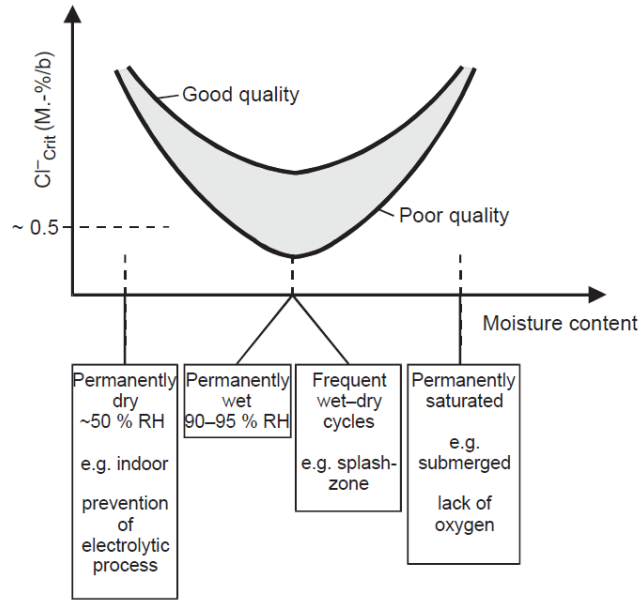 Cl⁻Crit (M.-%/b)
Good quality
Poor quality
~ 0.5
Moisture content
Permanently
dry
~50 % RH
e.g. indoor
prevention
of
electrolytic
process
Permanently
wet
90–95 % RH
Frequent
wet–dry
cycles
e.g. splash-
zone
Permanently
saturated
e.g.
submerged
lack of
oxygen